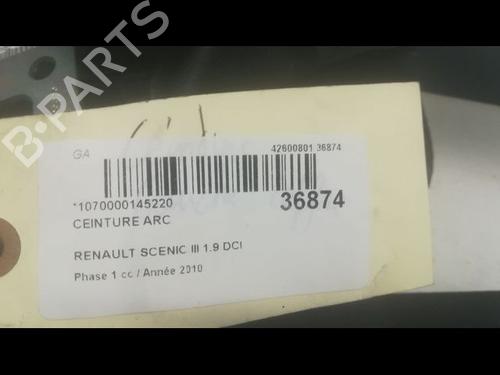 GA
42600801 36874
*1070000145220
36874
CEINTURE ARC
RENAULT SCENIC III 1.9 DCI
Phase 1 cc / Année 2010
B-PARTS